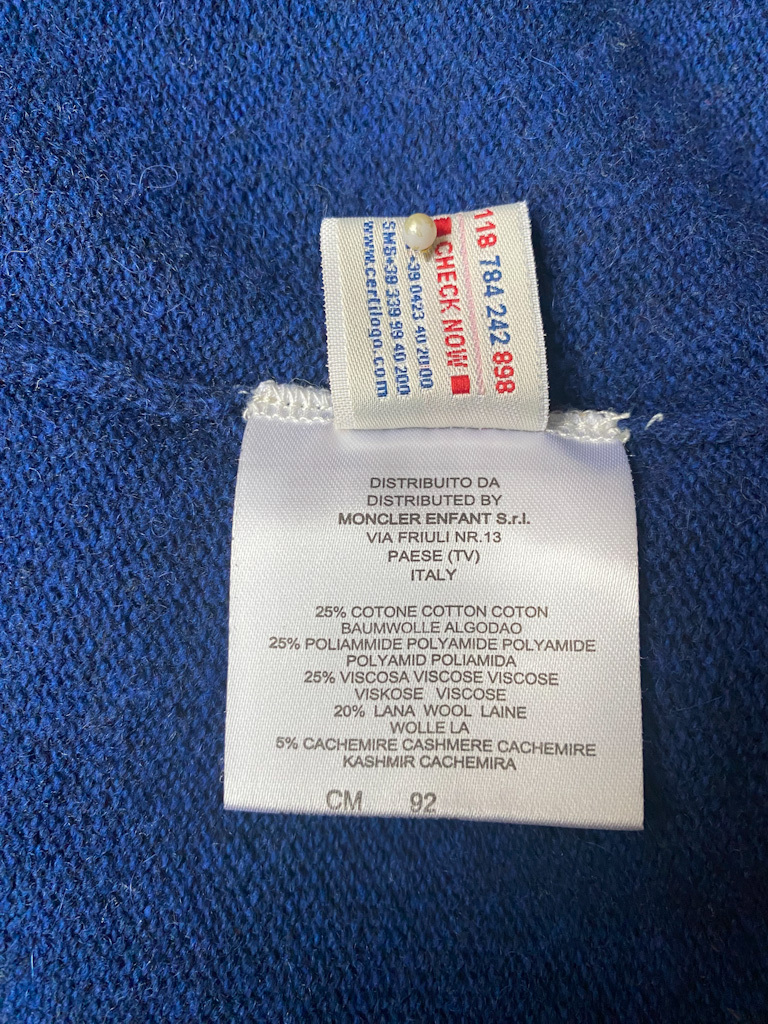 118 784 242 898
CHECK NOW
+39 0423 40 20 00
SMS+39 339 99 40 200
www.certilogo.com
DISTRIBUITO DA
DISTRIBUTED BY
MONCLER ENFANT S.r.l.
VIA FRIULI NR.13
PAESE (TV)
ITALY
25% COTONE COTTON COTON
BAUMWOLLE ALGODAO
25% POLIAMMIDE POLYAMIDE POLYAMIDE
POLYAMID POLIAMIDA
25% VISCOSA VISCOSE VISCOSE
VISKOSE VISCOSE
20% LANA WOOL LAINE
WOLLE LA
5% CACHEMIRE CASHMERE CACHEMIRE
KASHMIR CACHEMIRA
CM 92